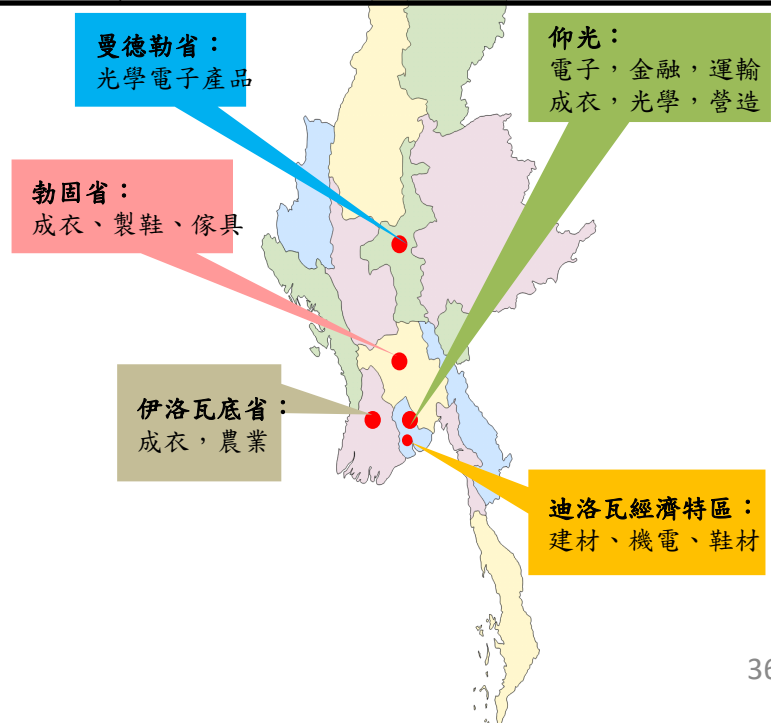 曼德勒省：
光學電子產品
仰光：
電子，金融，運輸
成衣，光學，營造
勃固省：
成衣、製鞋、傢具
伊洛瓦底省：
成衣，農業
迪洛瓦經濟特區：
建材、機電、鞋材
36